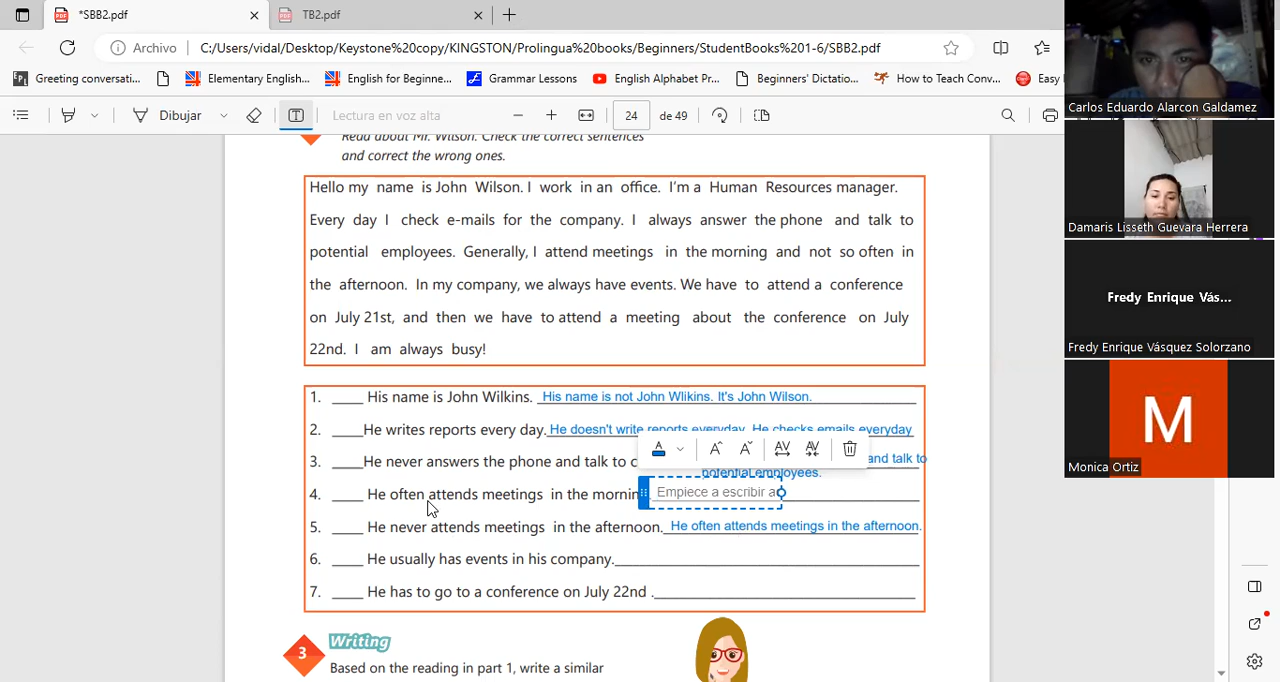 *SBB2.pdf
TB2.pdf
Archivo
C:/Users/vidal/Desktop/Keystone%20copy/KINGSTON/Prolingua%20books/Beginners/StudentBooks%201-6/SBB2.pdf
Greeting conversati...
Elementary English...
English for Beginne...
Grammar Lessons
English Alphabet Pr...
Beginners' Dictatio...
How to Teach Conv...
Easy
Dibujar
Lectura en voz alta
24
de 49
Read about Mr. Wilson. Check the correct sentences
and correct the wrong ones.
Hello my name is John Wilson. I work in an office. I'm a Human Resources manager.
Every day I check e-mails for the company. I always answer the phone and talk to
potential employees. Generally, I attend meetings in the morning and not so often in
the afternoon. In my company, we always have events. We have to attend a conference
on July 21st, and then we have to attend a meeting about the conference on July
22nd. I am always busy!
1. ____ His name is John Wilkins. His name is not John Wlikins. It's John Wilson.
2. ____He writes reports every day. He doesn't write reports everyday. He checks emails everyday
3. ____He never answers the phone and talk to c and talk to
potential employees.
4. ____ He often attends meetings in the mornin Empiece a escribir a
5. ____ He never attends meetings in the afternoon. He often attends meetings in the afternoon.
6. ____ He usually has events in his company.
7. ____ He has to go to a conference on July 22nd .
3
Writing
Based on the reading in part 1, write a similar
Carlos Eduardo Alarcon Galdamez
Damaris Lisseth Guevara Herrera
Fredy Enrique Vás...
Fredy Enrique Vásquez Solorzano
M
Monica Ortiz